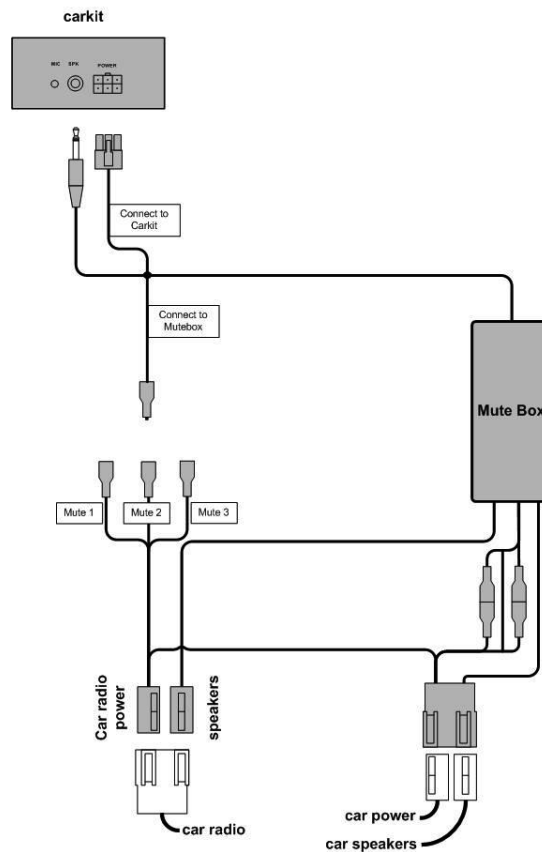 carkit
MIC SPK POWER
Connect to
Carkit
Connect to
Mutebox
Mute Box
Mute 1 Mute 2 Mute 3
Car radio
power
speakers
car power
car radio
car speakers